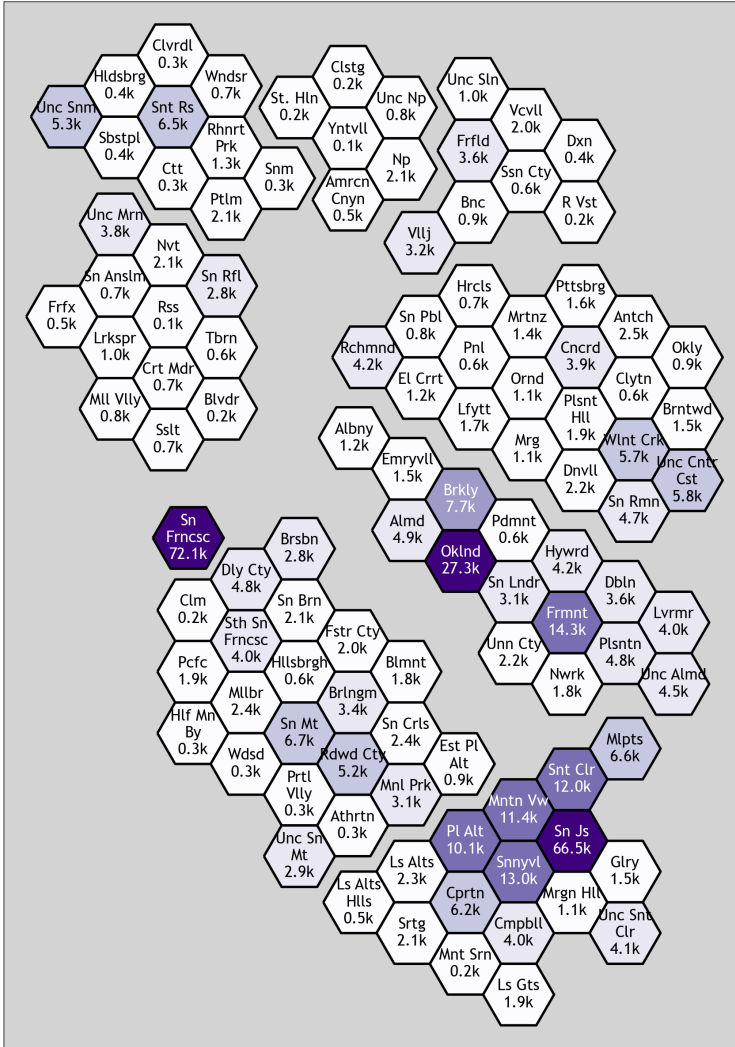 Clvrdl
0.3k
Hldsbrg
0.4k
Wndsr
0.7k
Unc Snm
5.3k
Snt Rs
6.5k
Sbstpl
0.4k
Rhnrt
Prk
1.3k
Ctt
0.3k
Snm
0.3k
Ptlm
2.1k
Clstg
0.2k
St. Hln
0.2k
Unc Np
0.8k
Yntvll
0.1k
Np
2.1k
Amrcn
Cnyn
0.5k
Unc Sln
1.0k
Vcvll
2.0k
Frfld
3.6k
Dxn
0.4k
Ssn Cty
0.6k
Bnc
0.9k
R Vst
0.2k
Vllj
3.2k
Unc Mrn
3.8k
Nvt
2.1k
Sn Anslm
0.7k
Sn Rfl
2.8k
Frfx
0.5k
Rss
0.1k
Lrkspr
1.0k
Tbrn
0.6k
Crt Mdr
0.7k
Mll Vlly
0.8k
Blvdr
0.2k
Sslt
0.7k
Hrcls
0.7k
Pttsbrg
1.6k
Sn Pbl
0.8k
Mrtnz
1.4k
Antch
2.5k
Rchmnd
4.2k
Pnl
0.6k
Cncrd
3.9k
Okly
0.9k
El Crrt
1.2k
Ornd
1.1k
Clytn
0.6k
Lfytt
1.7k
Plsnt
Hll
1.9k
Brntwd
1.5k
Mrg
1.1k
Wlnt Crk
5.7k
Dnvll
2.2k
Unc Cntr
Cst
5.8k
Sn Rmn
4.7k
Albny
1.2k
Emryvll
1.5k
Brkly
7.7k
Almd
4.9k
Pdmnt
0.6k
Oklnd
27.3k
Hywrd
4.2k
Sn Lndr
3.1k
Dbln
3.6k
Frmnt
14.3k
Lvrmr
4.0k
Unn Cty
2.2k
Plsntn
4.8k
Nwrk
1.8k
Unc Almd
4.5k
Sn
Frncsc
72.1k
Brsbn
2.8k
Dly Cty
4.8k
Clm
0.2k
Sn Brn
2.1k
Sth Sn
Frncsc
4.0k
Fstr Cty
2.0k
Pcfc
1.9k
Hllsbrgh
0.6k
Blmnt
1.8k
Mllbr
2.4k
Brlngm
3.4k
Hlf Mn
By
0.3k
Sn Mt
6.7k
Sn Crls
2.4k
Wdsd
0.3k
Rdwd Cty
5.2k
Est Pl
Alt
0.9k
Prtl
Vlly
0.3k
Mnl Prk
3.1k
Athrtn
0.3k
Unc Sn
Mt
2.9k
Mlpts
6.6k
Snt Clr
12.0k
Mntn Vw
11.4k
Pl Alt
10.1k
Sn Js
66.5k
Ls Alts
2.3k
Snnyvl
13.0k
Glry
1.5k
Ls Alts
Hlls
0.5k
Cprtn
6.2k
Mrgn Hll
1.1k
Srtg
2.1k
Cmpbll
4.0k
Unc Snt
Clr
4.1k
Mnt Srn
0.2k
Ls Gts
1.9k